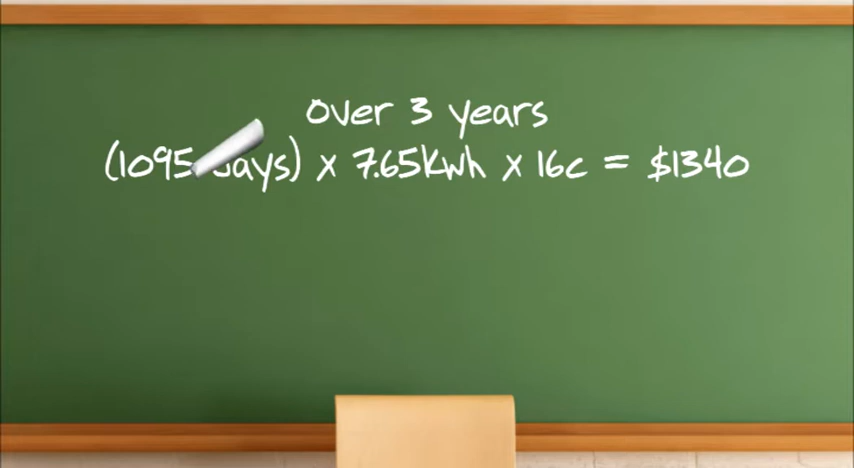 Over 3 years
(1095 days) x 7.65kwh x 16c = $1340